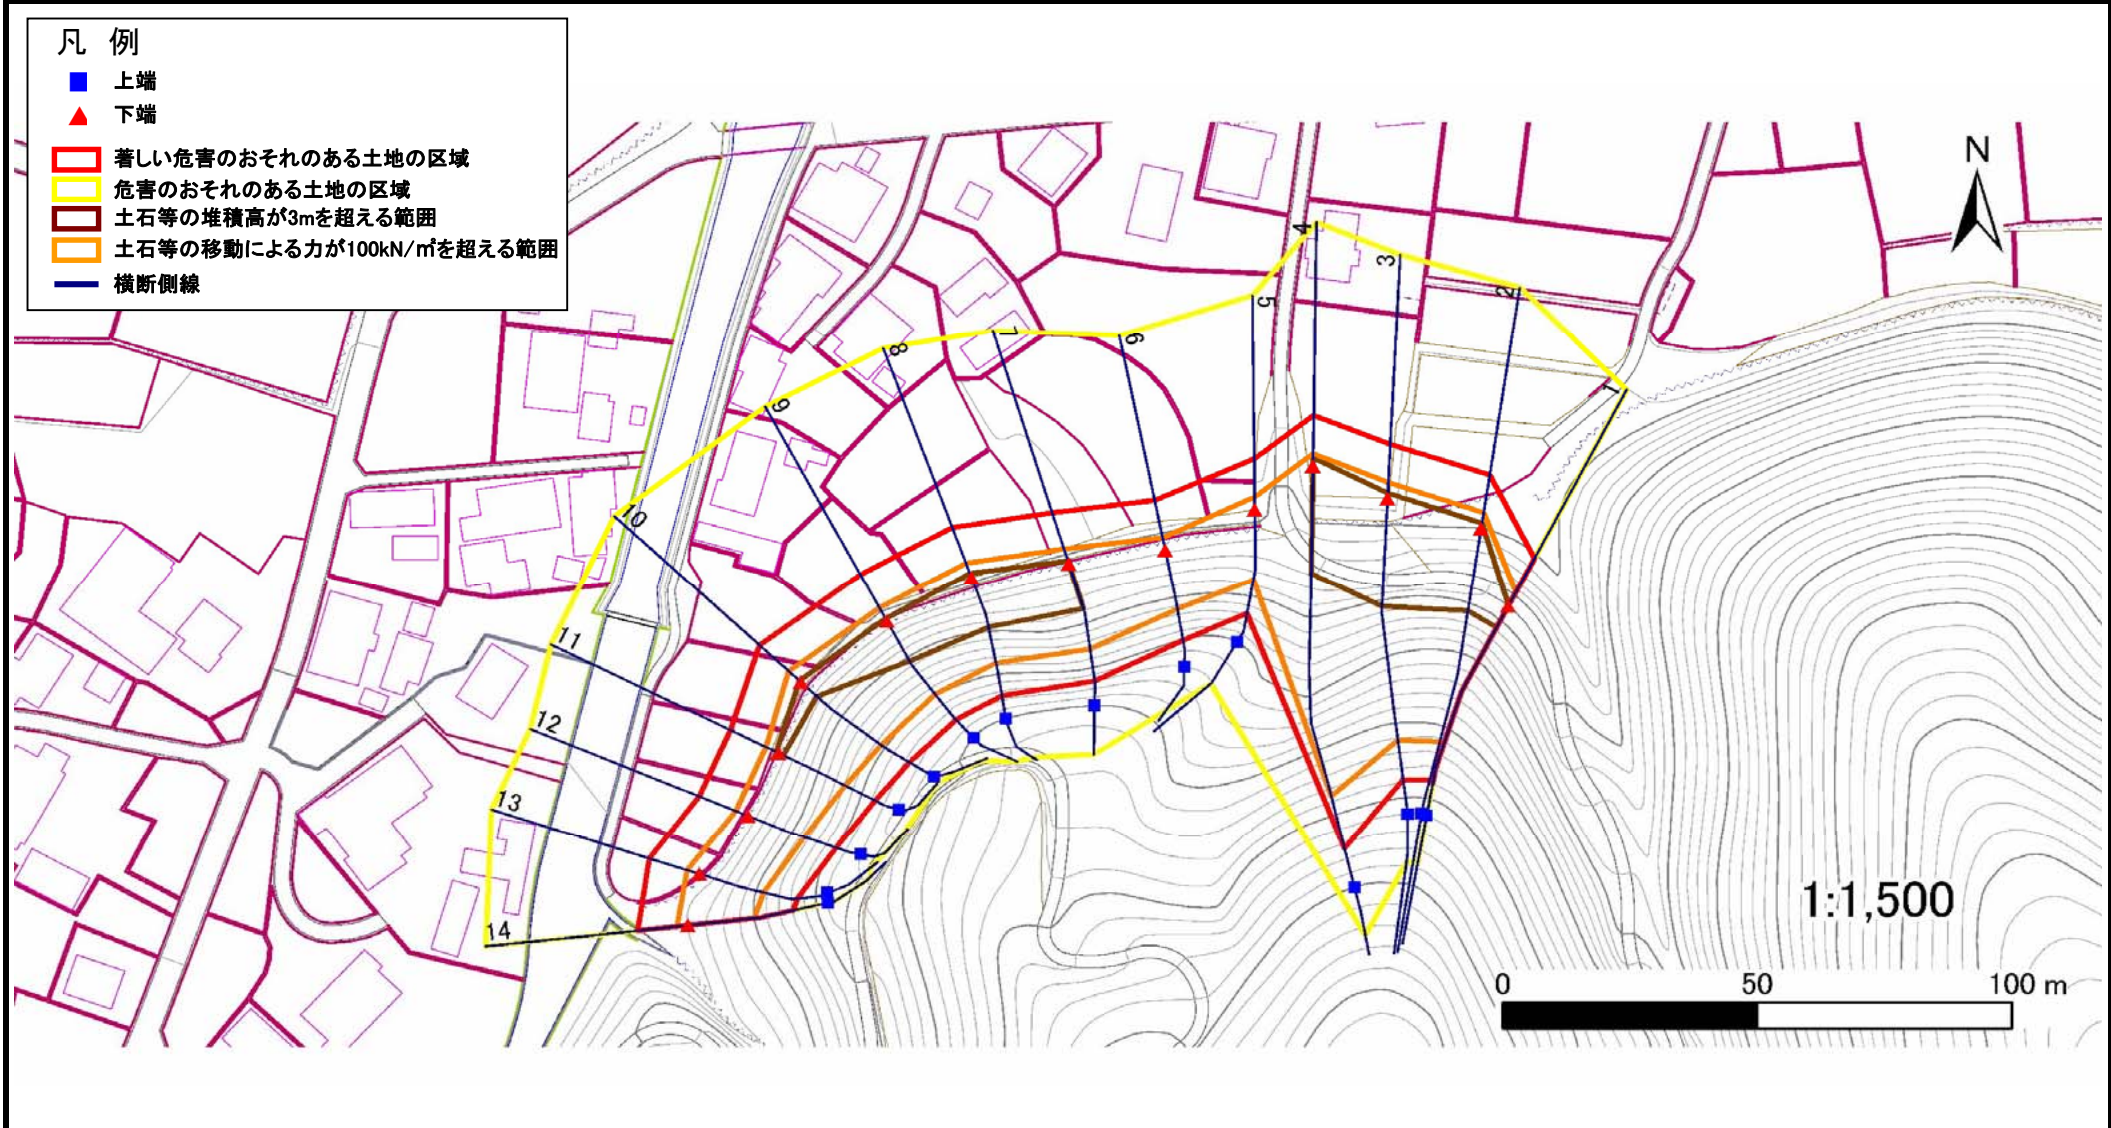 凡 例
上端
下端
著しい危害のおそれのある土地の区域
危害のおそれのある土地の区域
土石等の堆積高が3mを超える範囲
土石等の移動による力が100kN/㎡を超える範囲
横断側線
N
4
3
2
5
1
6
7
8
9
10
11
12
13
14
1:1,500
0 50 100 m